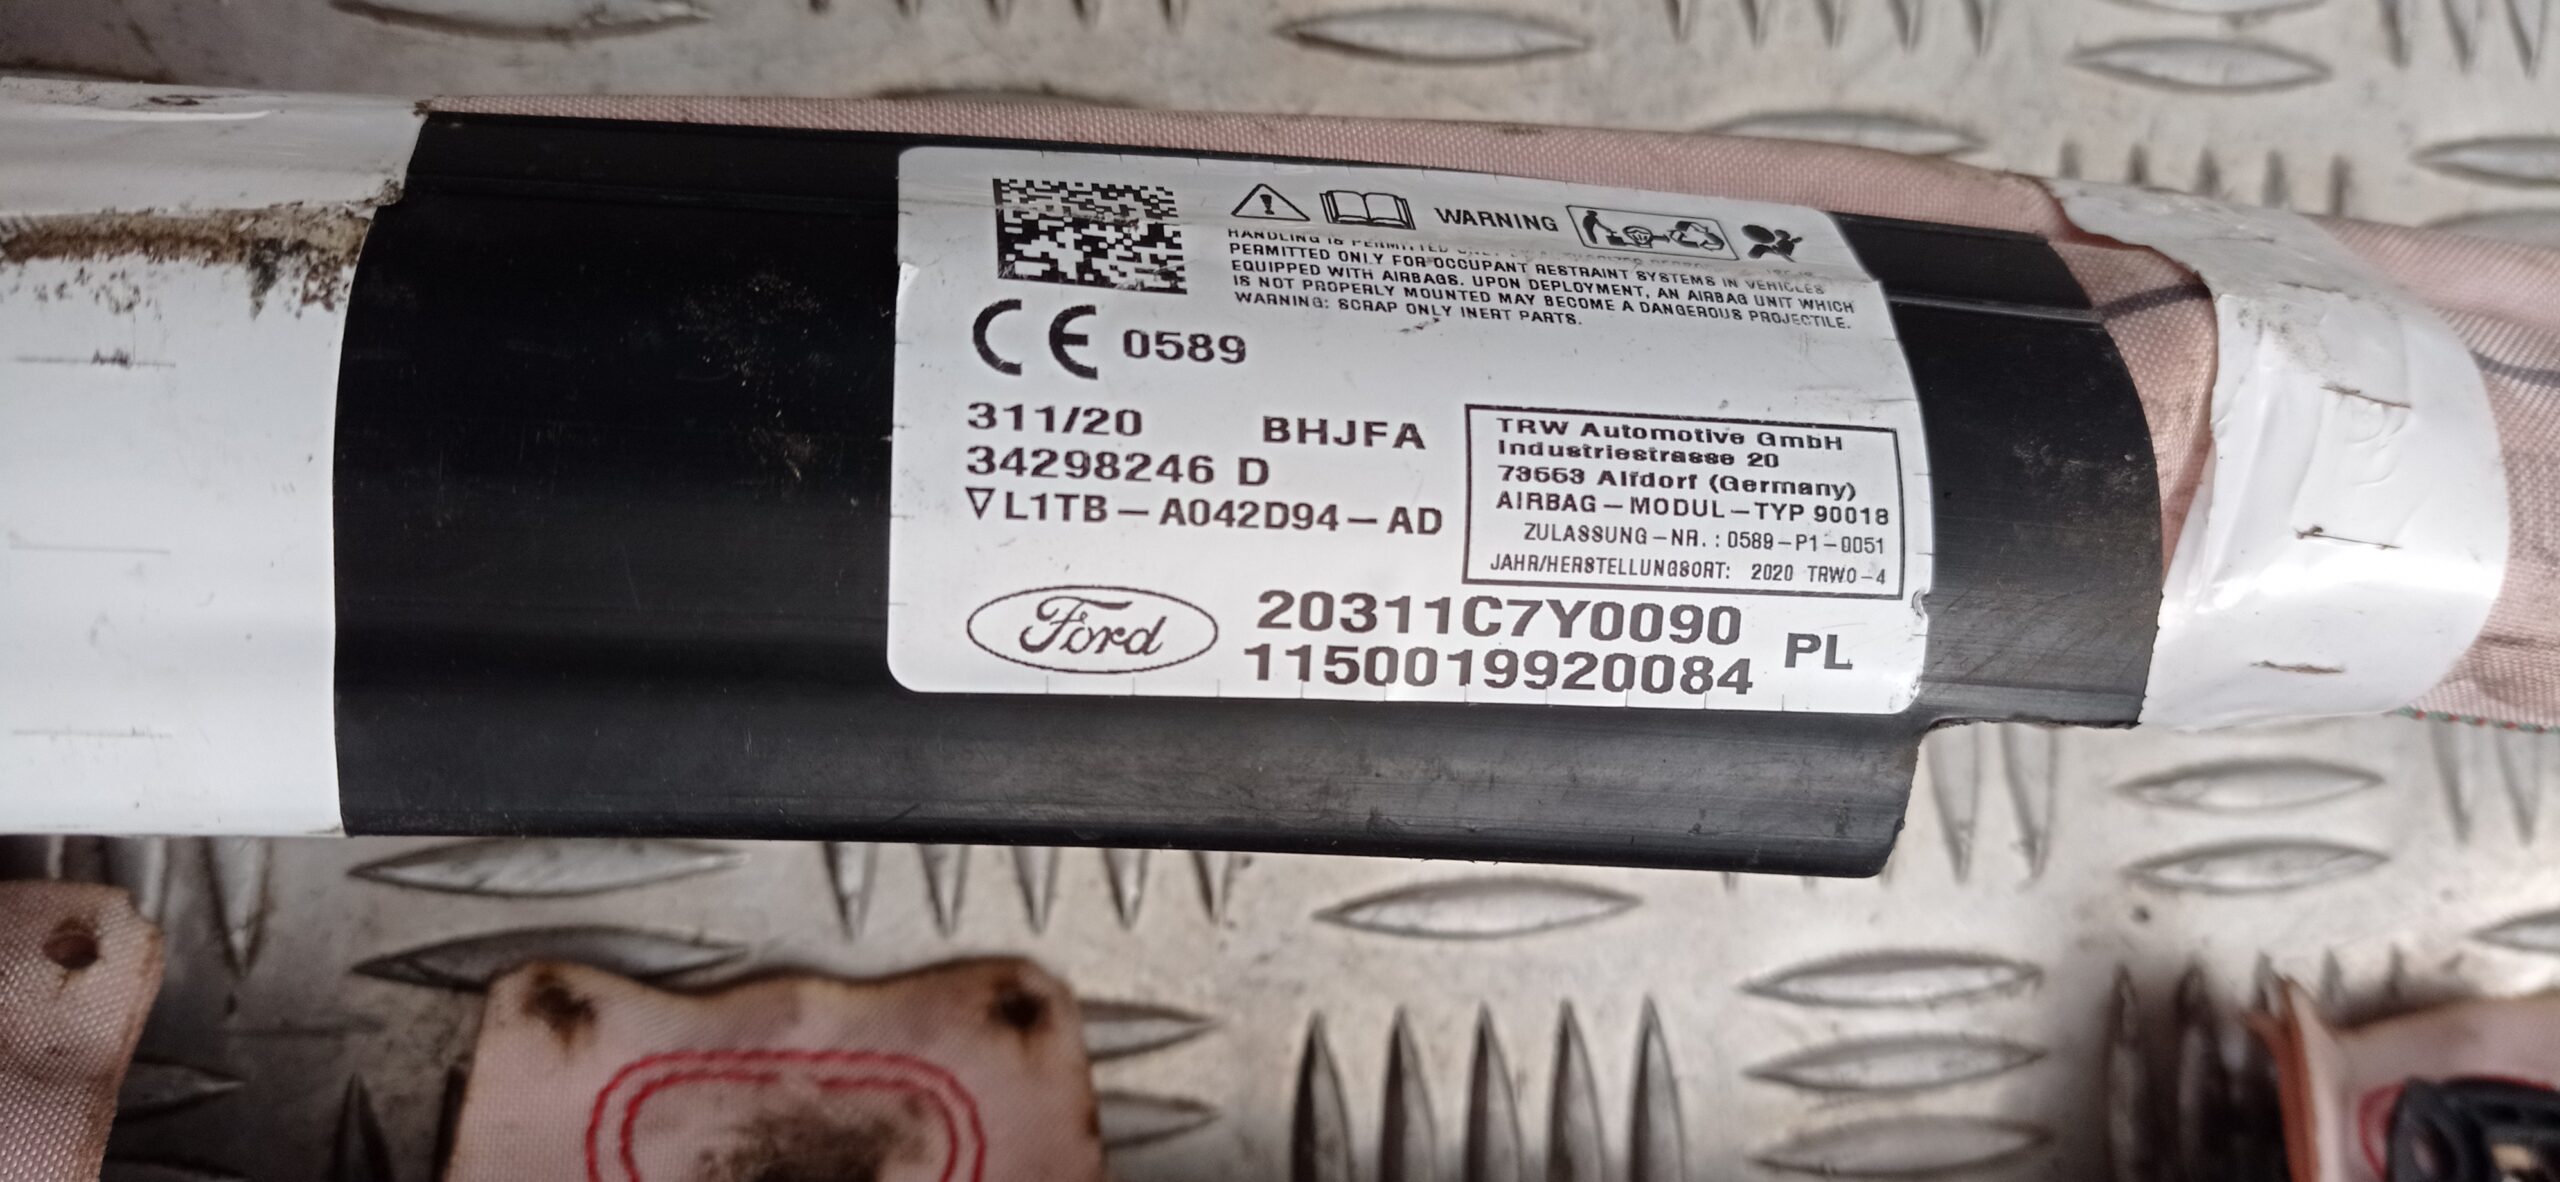 WARNING
HANDLING IS PERMITTED
PERMITTED ONLY FOR OCCUPANT RESTRAINT SYSTEMS IN VEHICLES
EQUIPPED WITH AIRBAGS. UPON DEPLOYMENT, AN AIRBAG UNIT WHICH
IS NOT PROPERLY MOUNTED MAY BECOME A DANGEROUS PROJECTILE.
WARNING: SCRAP ONLY INERT PARTS.
CE 0589
311/20 BHJFA
34298246 D
∇L1TB-A042D94-AD
TRW Automotive GmbH
Industriestrasse 20
73553 Alfdorf (Germany)
AIRBAG-MODUL-TYP 90018
ZULASSUNG-NR.: 0589-P1-0051
JAHR/HERSTELLUNGSORT: 2020 TRWO-4
Ford
20311C7Y0090
1150019920084
PL